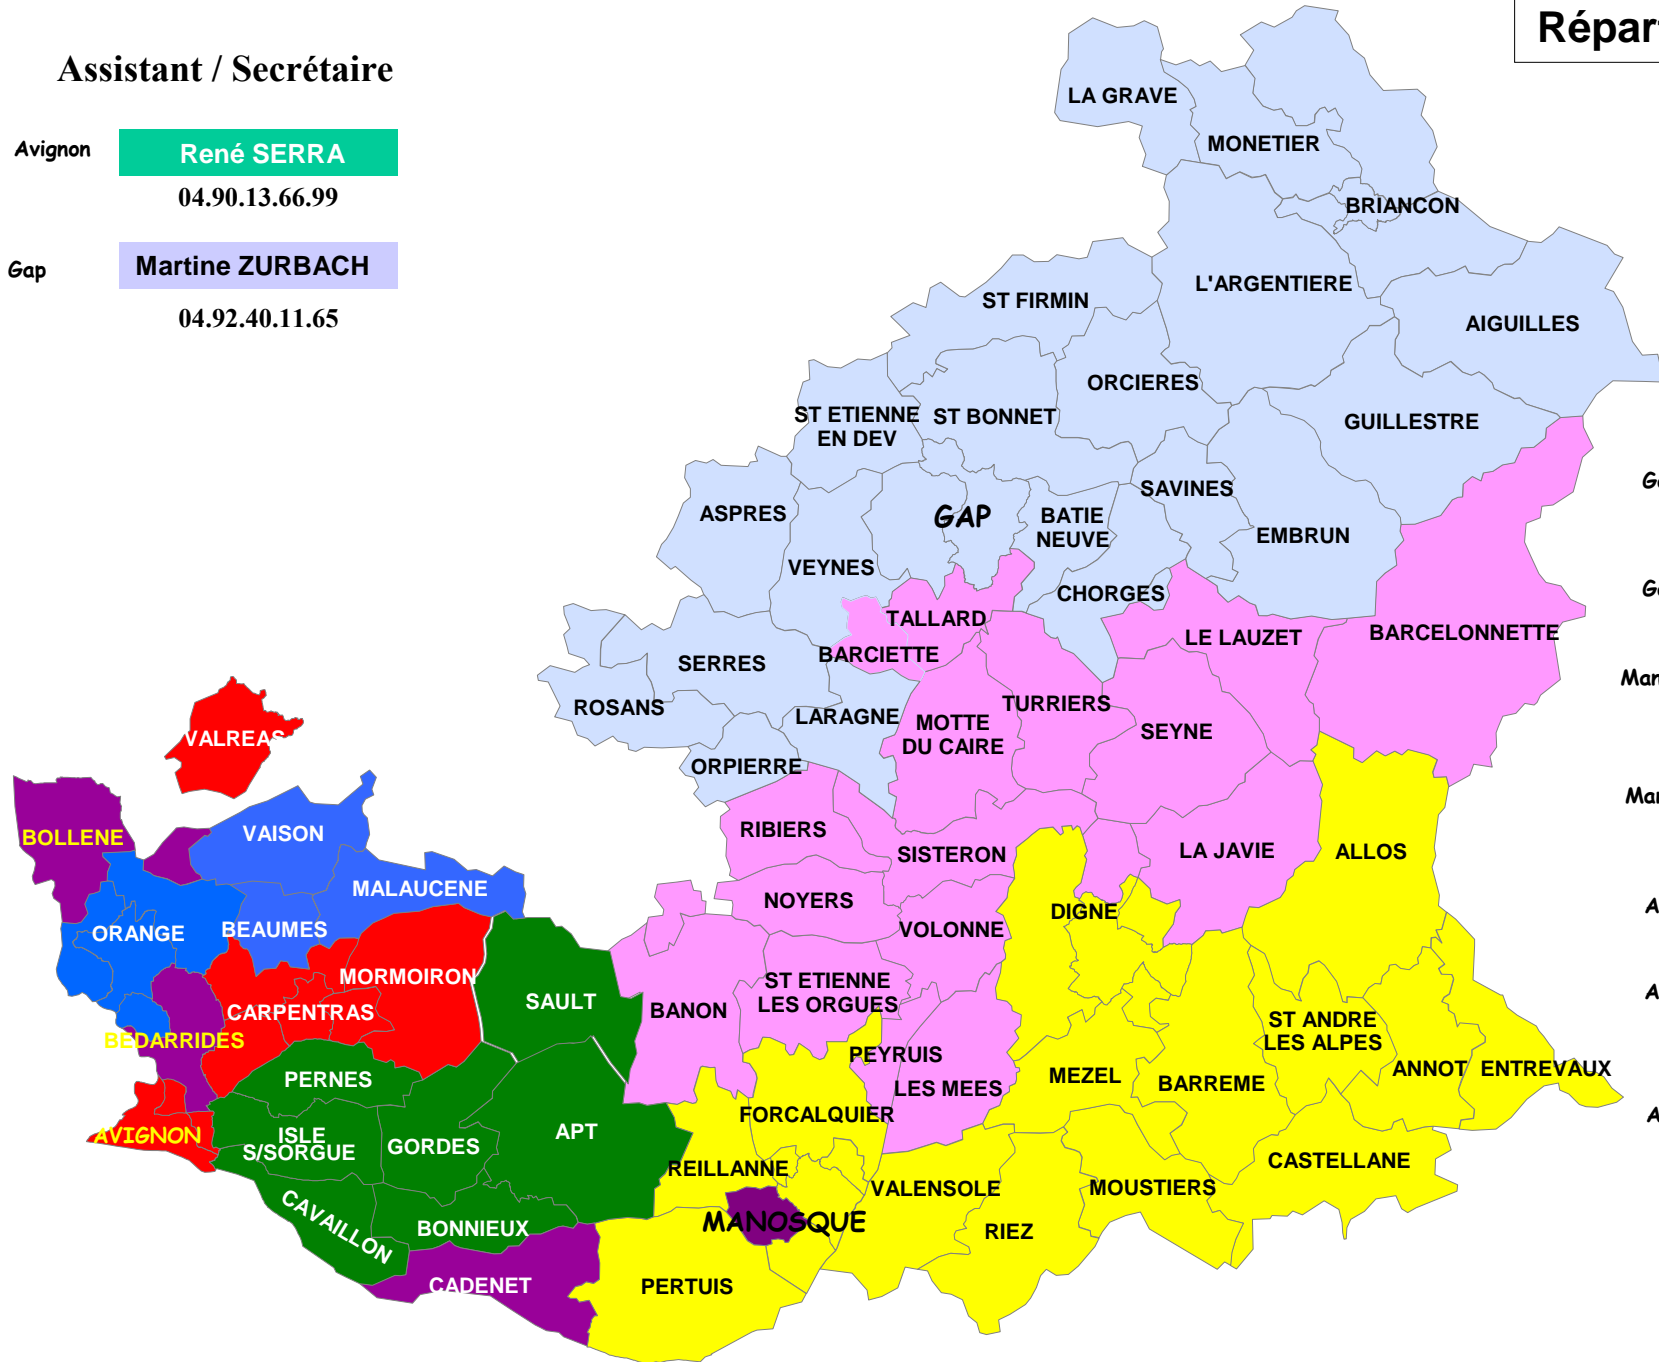 Répar
Assistant / Secrétaire
Avignon
René SERRA
04.90.13.66.99
Gap
Martine ZURBACH
04.92.40.11.65
LA GRAVE
MONETIER
BRIANCON
L'ARGENTIERE
ST FIRMIN
AIGUILLES
ORCIERES
ST ETIENNE
EN DEV
ST BONNET
GUILLESTRE
SAVINES
ASPRES
GAP
BATIE
NEUVE
EMBRUN
VEYNES
CHORGES
TALLARD
LE LAUZET
BARCELONNETTE
BARCIETTE
SERRES
ROSANS
LARAGNE
TURRIERS
MOTTE
DU CAIRE
SEYNE
ORPIERRE
VALREAS
BOLLENE
VAISON
RIBIERS
SISTERON
LA JAVIE
ALLOS
MALAUCENE
NOYERS
DIGNE
ORANGE
BEAUMES
VOLONNE
MORMOIRON
ST ETIENNE
LES ORGUES
SAULT
BANON
CARPENTRAS
ST ANDRE
LES ALPES
BEDARRIDES
PEYRUIS
PERNES
LES MEES
MEZEL
BARREME
ANNOT
ENTREVAUX
FORCALQUIER
AVIGNON
ISLE
S/SORGUE
GORDES
APT
REILLANNE
CASTELLANE
VALENSOLE
MOUSTIERS
CAVAILLON
BONNIEUX
MANOSQUE
RIEZ
CADENET
PERTUIS
Man
Mar
A
A
A